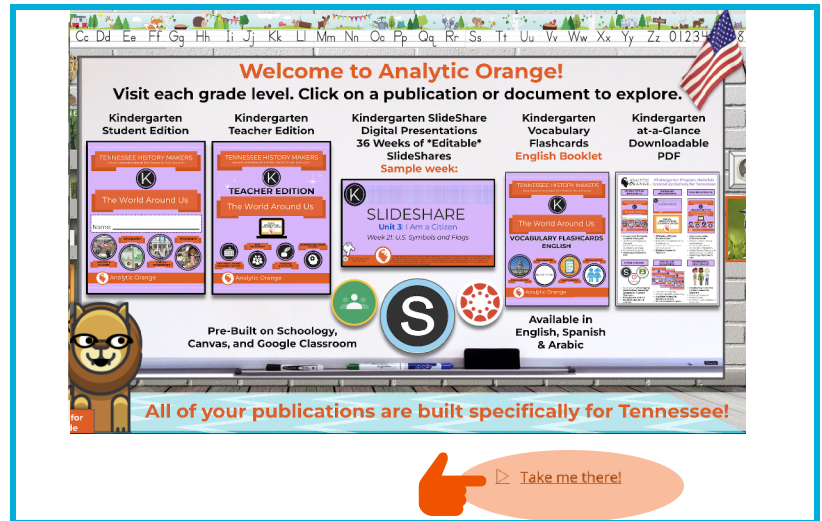 Cc Dd Ee Ff Gg Hh Ii Jj Kk Ll Mm Nn Oo Pp Qq Rr Ss Tt Uu Vv Ww Xx Yy Zz 01234 8
Welcome to Analytic Orange!
Visit each grade level. Click on a publication or document to explore.
Kindergarten
Student Edition
TENNESSEE HISTORY MAKERS
K
The World Around Us
Name:
Analytic Orange
Kindergarten
Teacher Edition
TENNESSEE HISTORY MAKERS
K
TEACHER EDITION
The World Around Us
Analytic Orange
Kindergarten SlideShare
Digital Presentations
36 Weeks of *Editable*
SlideShares
Sample week:
K
SLIDESHARE
Unit 3: I Am a Citizen
Week 21: U.S. Symbols and Flags
S
Pre-Built on Schoology,
Canvas, and Google Classroom
Kindergarten
Vocabulary
Flashcards
English Booklet
TENNESSEE HISTORY MAKERS
K
The World Around Us
VOCABULARY FLASHCARDS
ENGLISH
Analytic Orange
Available in
English, Spanish
& Arabic
Kindergarten
at-a-Glance
Downloadable
PDF
for
All of your publications are built specifically for Tennessee!
Take me there!